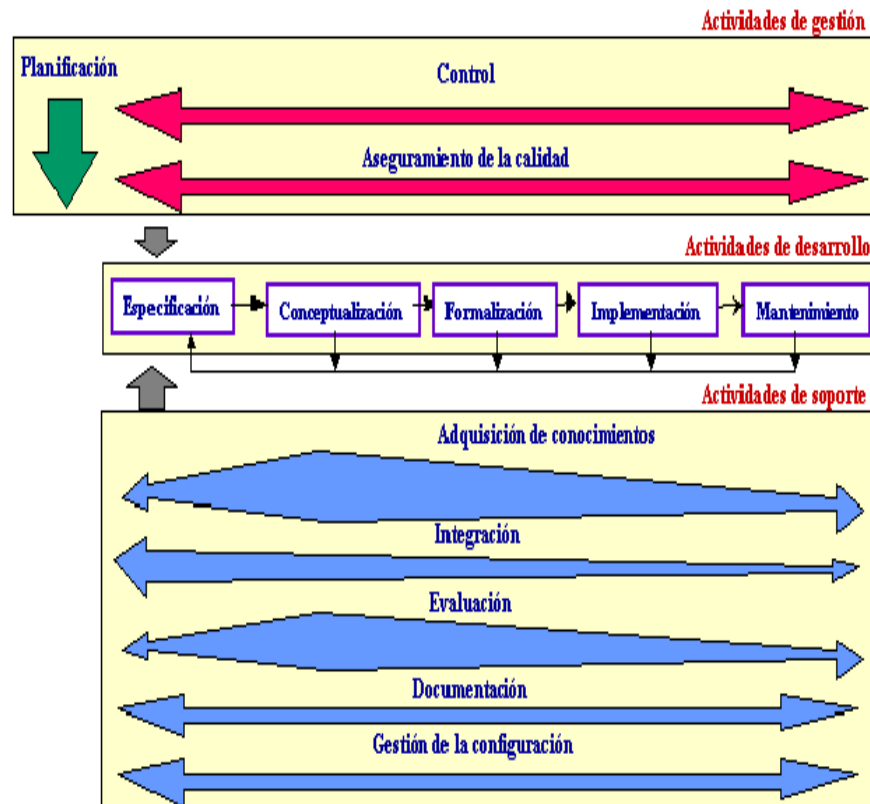 Actividades de gestión
Planificación
Control
Aseguramiento de la calidad
Actividades de desarrollo
Especificación
Conceptualización
Formalización
Implementación
Mantenimiento
Actividades de soporte
Adquisición de conocimientos
Integración
Evaluación
Documentación
Gestión de la configuración